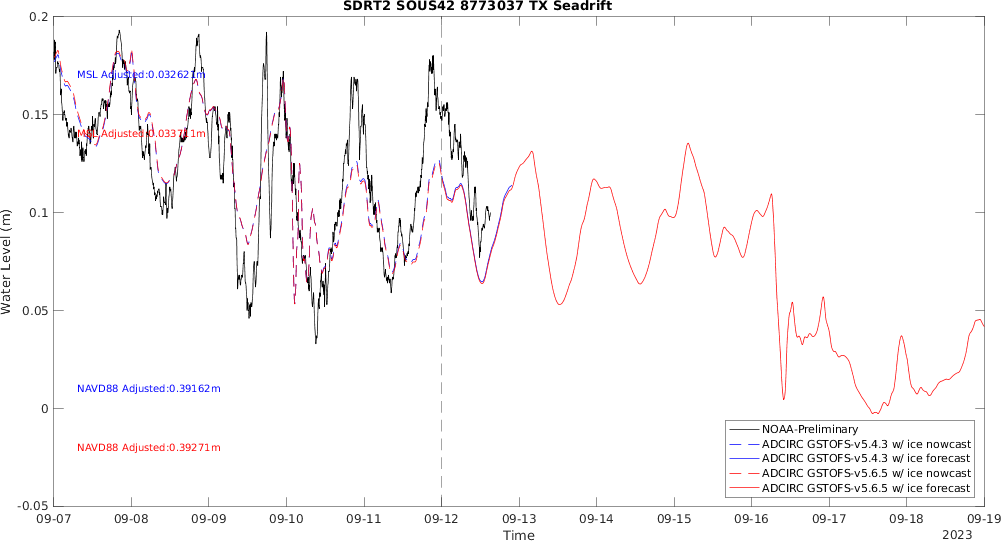 SDRT2 SOUS42 8773037 TX Seadrift
0.2
MSL Adjusted:0.032621m
0.15
0.1
Water Level (m)
0.05
NAVD88 Adjusted:0.39162m
0
NAVD88 Adjusted:0.39271m
NOAA-Preliminary
ADCIRC GSTOFS-v5.4.3 w/ ice nowcast
ADCIRC GSTOFS-v5.4.3 w/ ice forecast
ADCIRC GSTOFS-v5.6.5 w/ ice nowcast
ADCIRC GSTOFS-v5.6.5 w/ ice forecast
-0.05
09-07 09-08 09-09 09-10 09-11 09-12 09-13 09-14 09-15 09-16 09-17 09-18 09-19
Time
2023